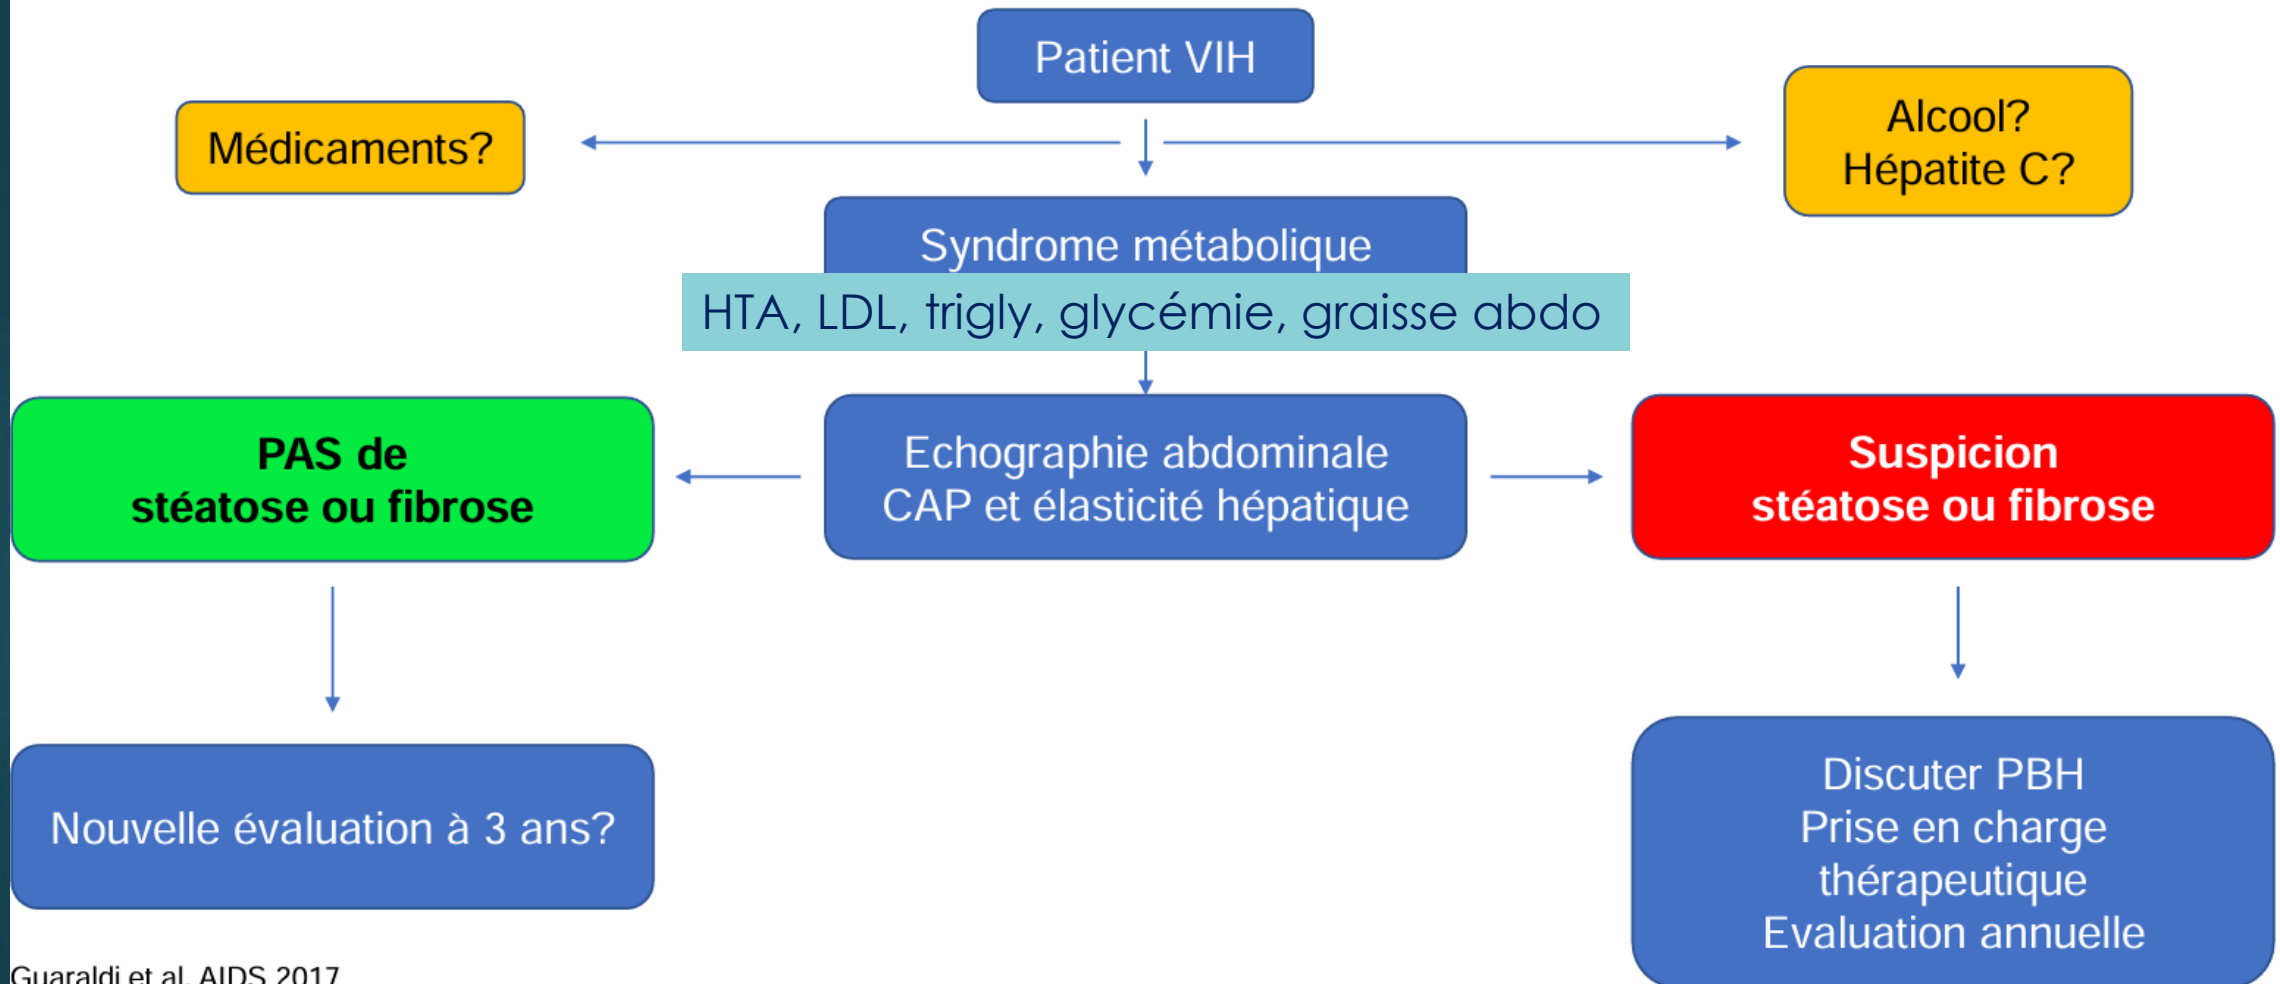 Patient VIH
Médicaments?
Alcool?
Hépatite C?
Syndrome métabolique
HTA, LDL, trigly, glycémie, graisse abdo
PAS de
stéatose ou fibrose
Echographie abdominale
CAP et élasticité hépatique
Suspicion
stéatose ou fibrose
Nouvelle évaluation à 3 ans?
Discuter PBH
Prise en charge
thérapeutique
Evaluation annuelle
Guaraldi et al. AIDS 2017